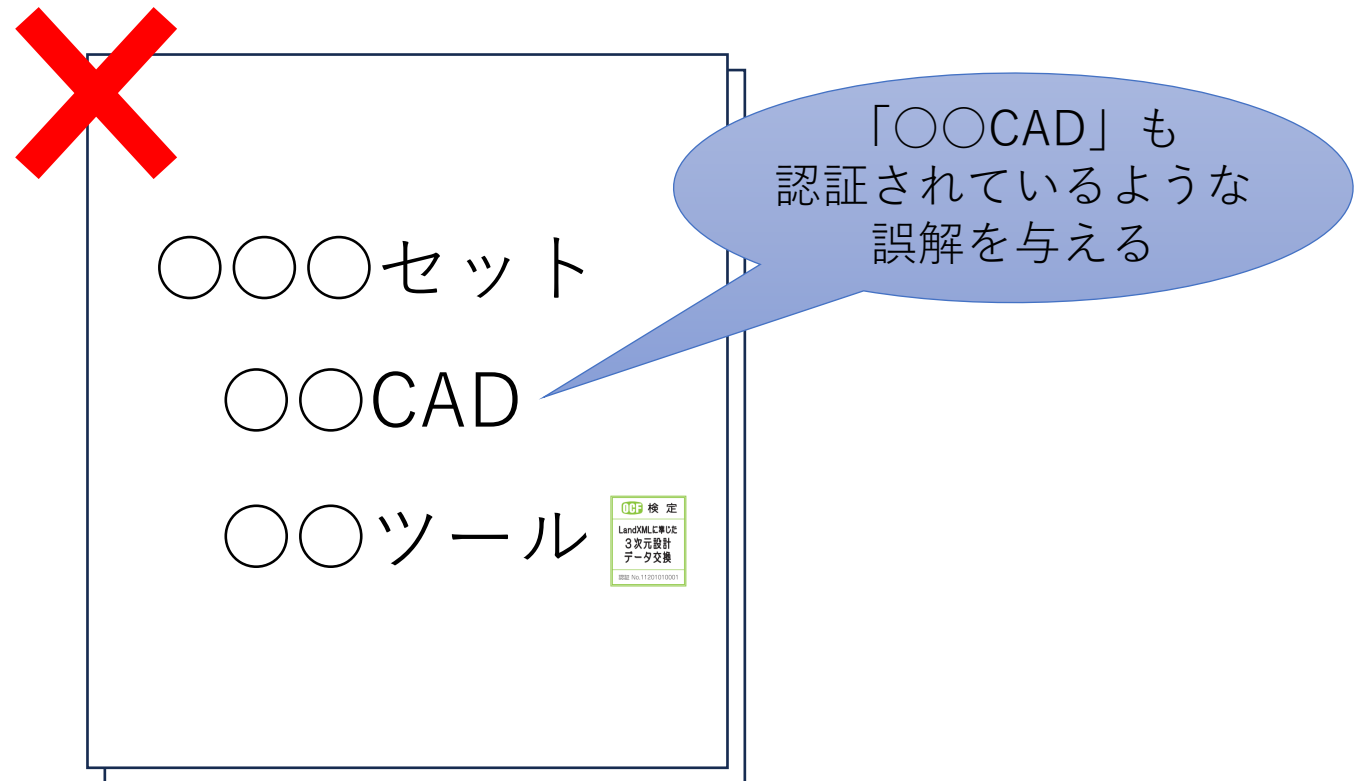 「○○CAD」も
認証されているような
誤解を与える
○○○セット
○○CAD
○○ツール
OCF 検定
LandXMLに準じた
3次元設計
データ交換
認証 No.11201010001